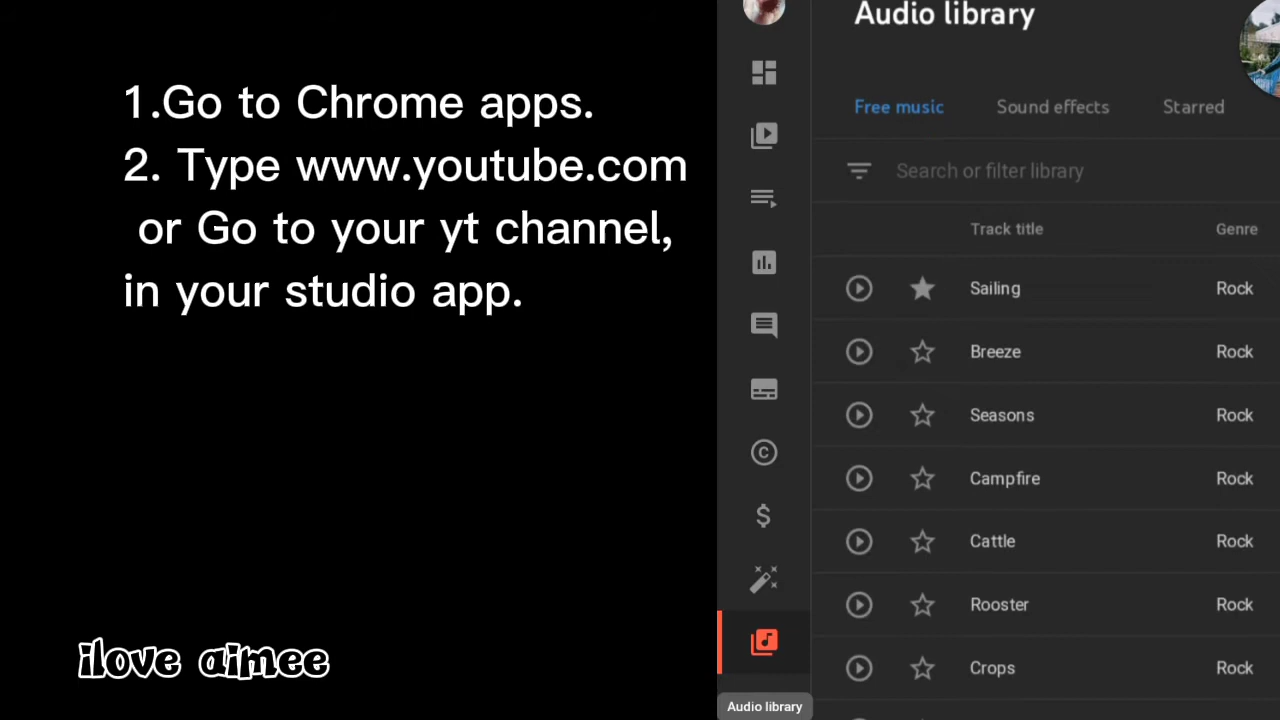 1.Go to Chrome apps.
2. Type www.youtube.com
or Go to your yt channel,
in your studio app.
ilove aimee
Audio library
Free music Sound effects Starred
Search or filter library
Track title Genre
Sailing Rock
Breeze Rock
Seasons Rock
Campfire Rock
Cattle Rock
Rooster Rock
Crops Rock
Audio library